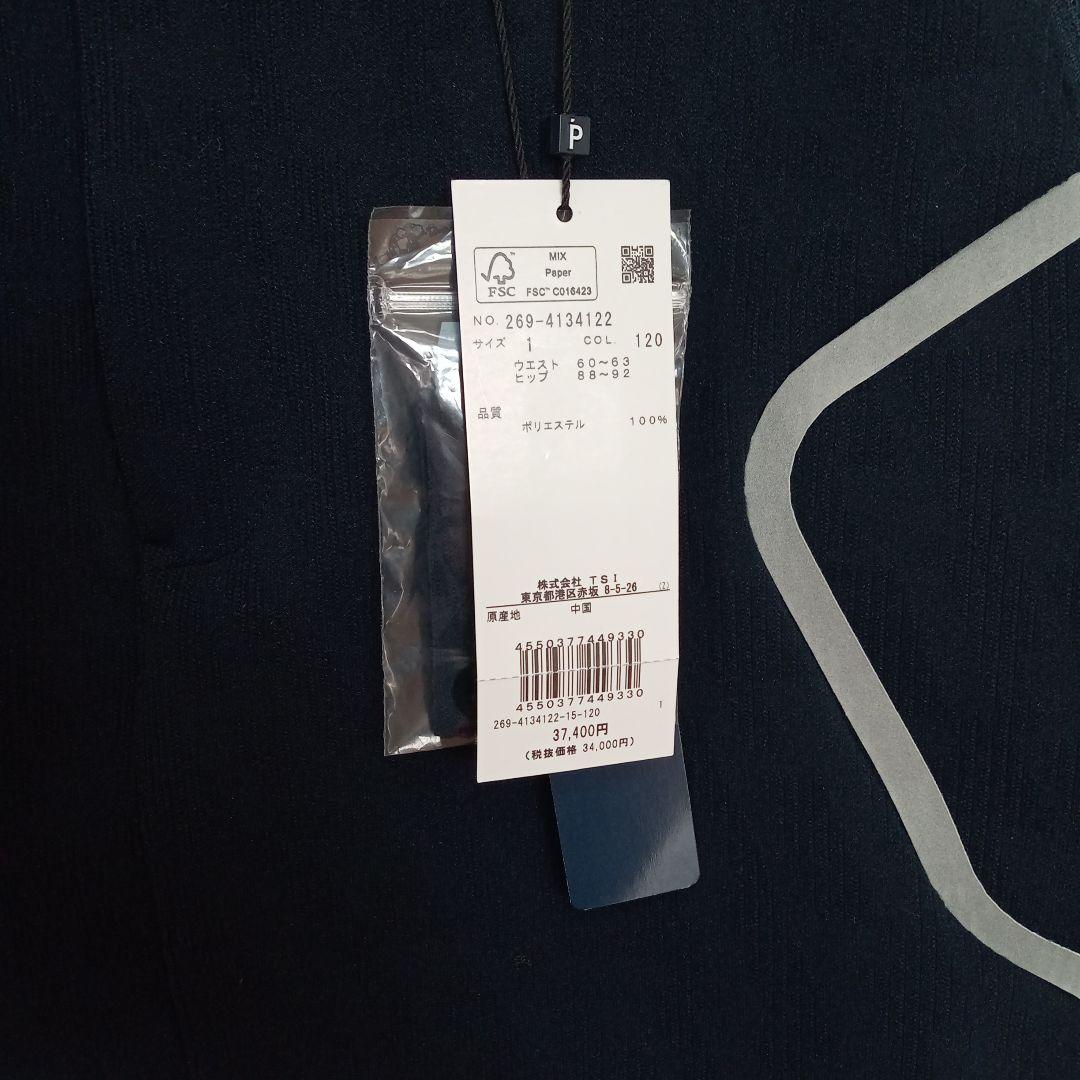 P
MIX
Paper
FSC™ C016423
FSC
NO. 269-4134122
サイズ 1 COL. 120
ウエスト 60～63
ヒップ 88～92
品質
ポリエステル 100%
株式会社 TSI
東京都港区赤坂 8-5-26 (Z)
原産地 中国
4550377449330
4550377449330
269-4134122-15-120 1
37,400円
(税抜価格 34,000円)